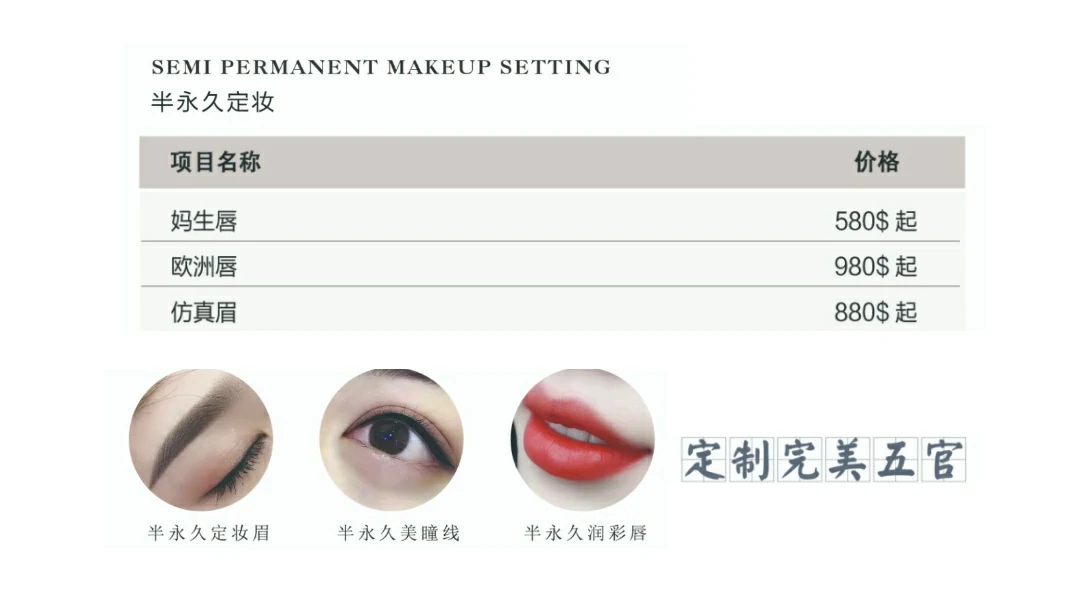 SEMI PERMANENT MAKEUP SETTING
半永久定妆
项目名称 价格
妈生唇 580$ 起
欧洲唇 980$ 起
仿真眉 880$ 起
半永久定妆眉 半永久美瞳线 半永久润彩唇
定制完美五官